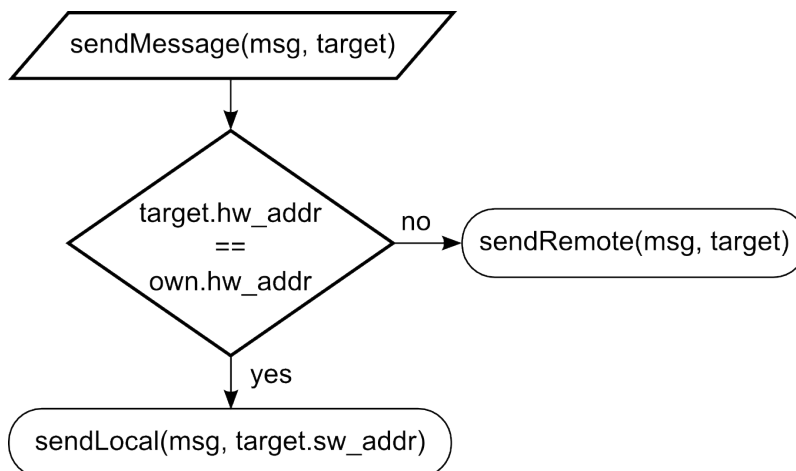 sendMessage(msg, target)
target.hw_addr
==
own.hw_addr
no
sendRemote(msg, target)
yes
sendLocal(msg, target.sw_addr)